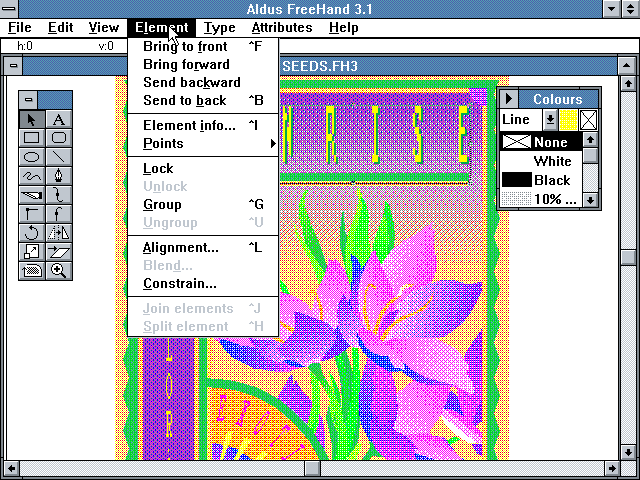 Aldus FreeHand 3.1
File Edit View Element Type Attributes Help
h:0 v:0
SEEDS.FH3
Bring to front ^F
Bring forward
Send backward
Send to back ^B
Element info... ^I
Points
Lock
Unlock
Group ^G
Ungroup ^U
Alignment... ^L
Blend...
Constrain...
Join elements ^J
Split element ^H
A
Colours
Line
None
White
Black
10% ...
N R I S E